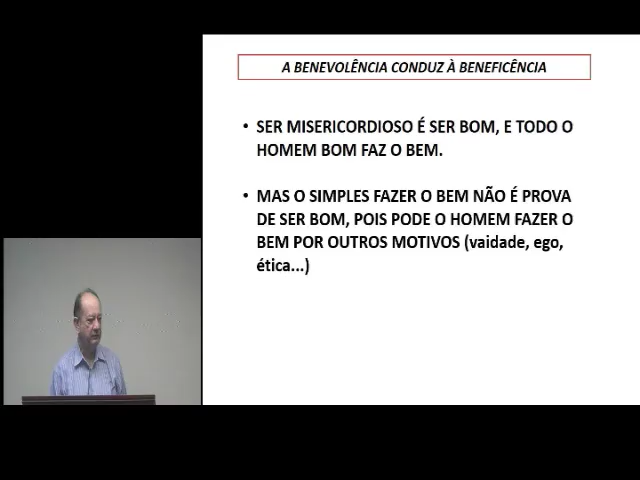 A BENEVOLÊNCIA CONDUZ À BENEFICÊNCIA
• SER MISERICORDIOSO É SER BOM, E TODO O
HOMEM BOM FAZ O BEM.
• MAS O SIMPLES FAZER O BEM NÃO É PROVA
DE SER BOM, POIS PODE O HOMEM FAZER O
BEM POR OUTROS MOTIVOS (vaidade, ego,
ética...)